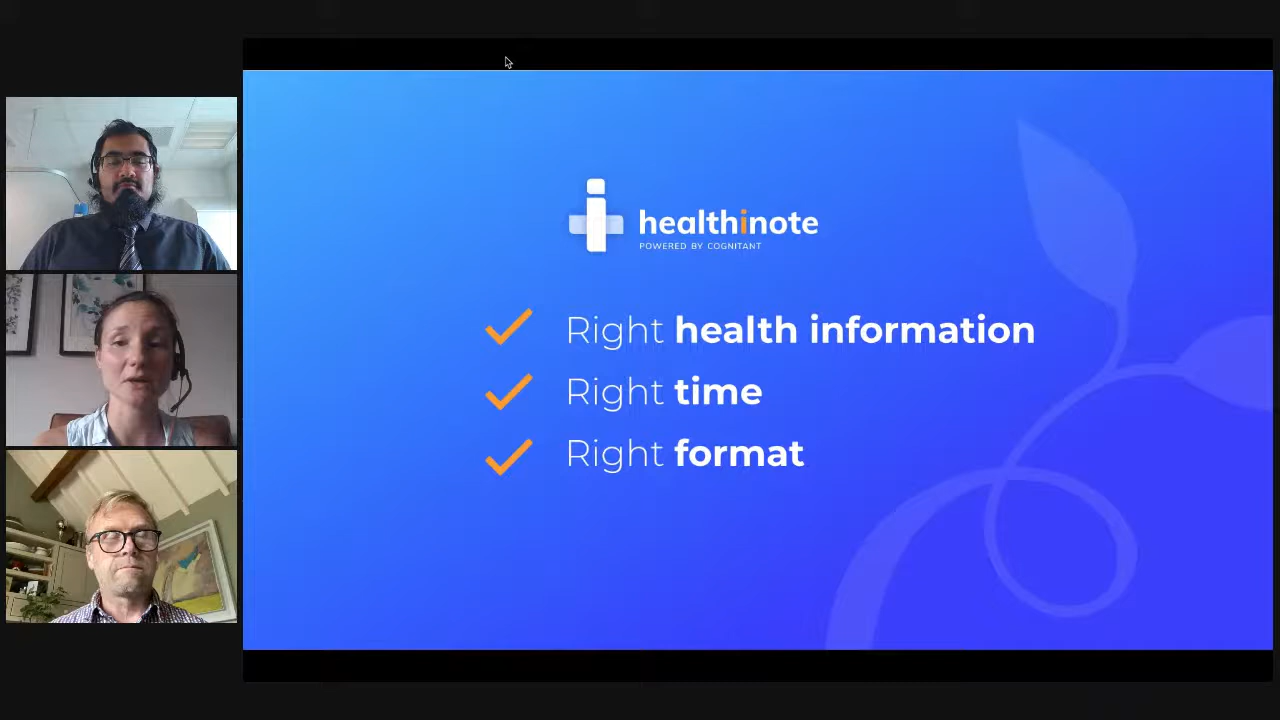 healthinote
POWERED BY COGNITANT
Right health information
Right time
Right format